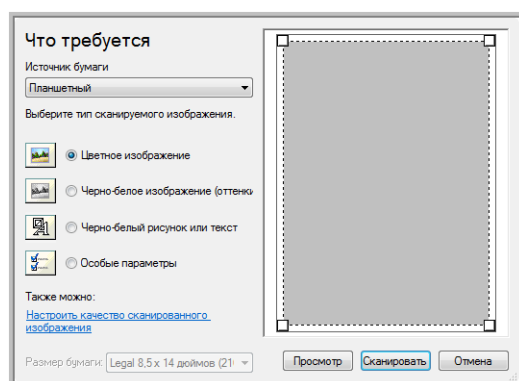 Что требуется
Источник бумаги
Планшетный
Выберите тип сканируемого изображения.
Цветное изображение
Черно-белое изображение (оттенки
Черно-белый рисунок или текст
Особые параметры
Также можно:
Настроить качество сканированного
изображения
Размер бумаги: Legal 8,5 x 14 дюймов (21
Просмотр Сканировать Отмена